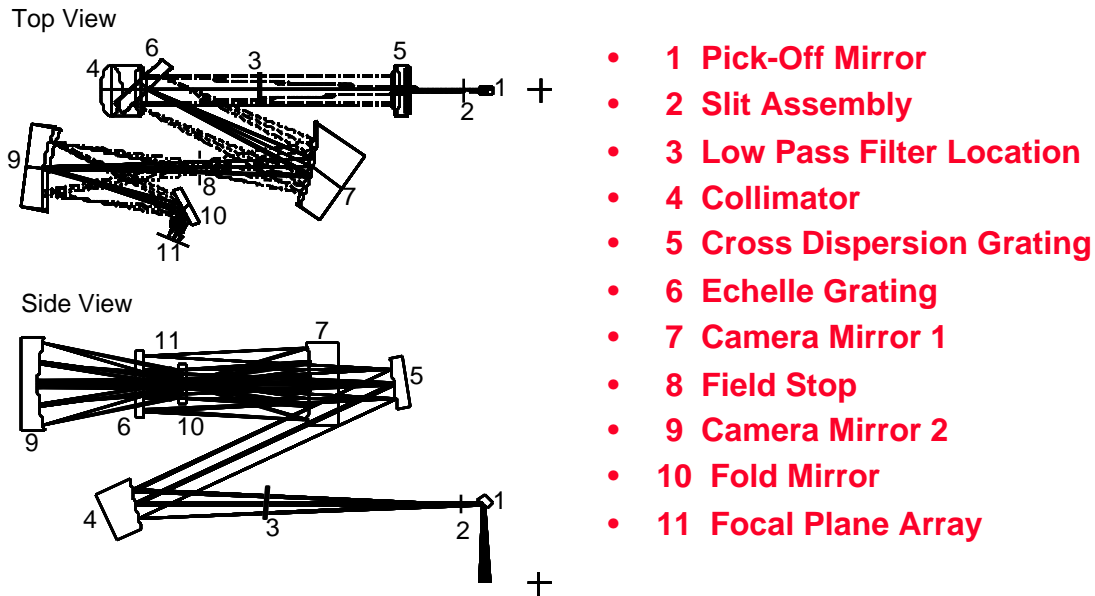 Top View
6
4
3
5
2
1
9
8
7
10
11
Side View
11
7
5
9
6
10
4
3
2
1
• 1 Pick-Off Mirror
• 2 Slit Assembly
• 3 Low Pass Filter Location
• 4 Collimator
• 5 Cross Dispersion Grating
• 6 Echelle Grating
• 7 Camera Mirror 1
• 8 Field Stop
• 9 Camera Mirror 2
• 10 Fold Mirror
• 11 Focal Plane Array